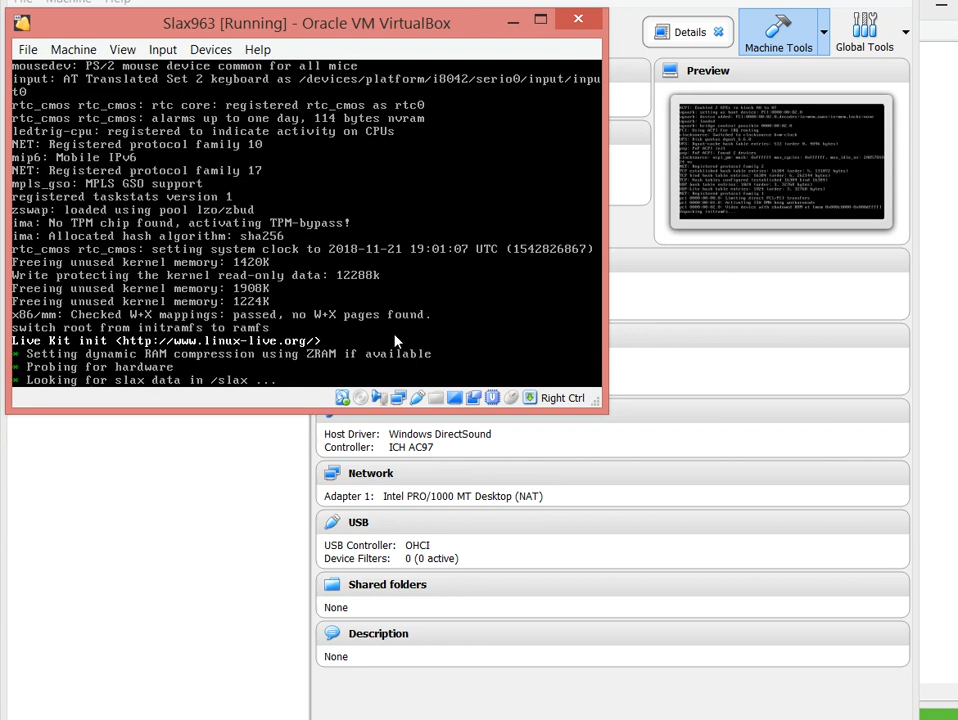 File Machine Help
Slax963 [Running] - Oracle VM VirtualBox
File Machine View Input Devices Help
mousedev: PS/2 mouse device common for all mice
input: AT Translated Set 2 keyboard as /devices/platform/i8042/serio0/input/inpu
t0
rtc_cmos rtc_cmos: rtc core: registered rtc_cmos as rtc0
rtc_cmos rtc_cmos: alarms up to one day, 114 bytes nvram
ledtrig-cpu: registered to indicate activity on CPUs
NET: Registered protocol family 10
mip6: Mobile IPv6
NET: Registered protocol family 17
mpls_gso: MPLS GSO support
registered taskstats version 1
zswap: loaded using pool lzo/zbud
ima: No TPM chip found, activating TPM-bypass!
ima: Allocated hash algorithm: sha256
rtc_cmos rtc_cmos: setting system clock to 2018-11-21 19:01:07 UTC (1542826867)
Freeing unused kernel memory: 1420K
Write protecting the kernel read-only data: 12288k
Freeing unused kernel memory: 1908K
Freeing unused kernel memory: 1224K
x86/mm: Checked W+X mappings: passed, no W+X pages found.
switch root from initramfs to ramfs
Live Kit init <http://www.linux-live.org/>
* Setting dynamic RAM compression using ZRAM if available
* Probing for hardware
* Looking for slax data in /slax ...
Right Ctrl
Details
Machine Tools
Global Tools
Preview
Host Driver: Windows DirectSound
Controller: ICH AC97
Network
Adapter 1: Intel PRO/1000 MT Desktop (NAT)
USB
USB Controller: OHCI
Device Filters: 0 (0 active)
Shared folders
None
Description
None